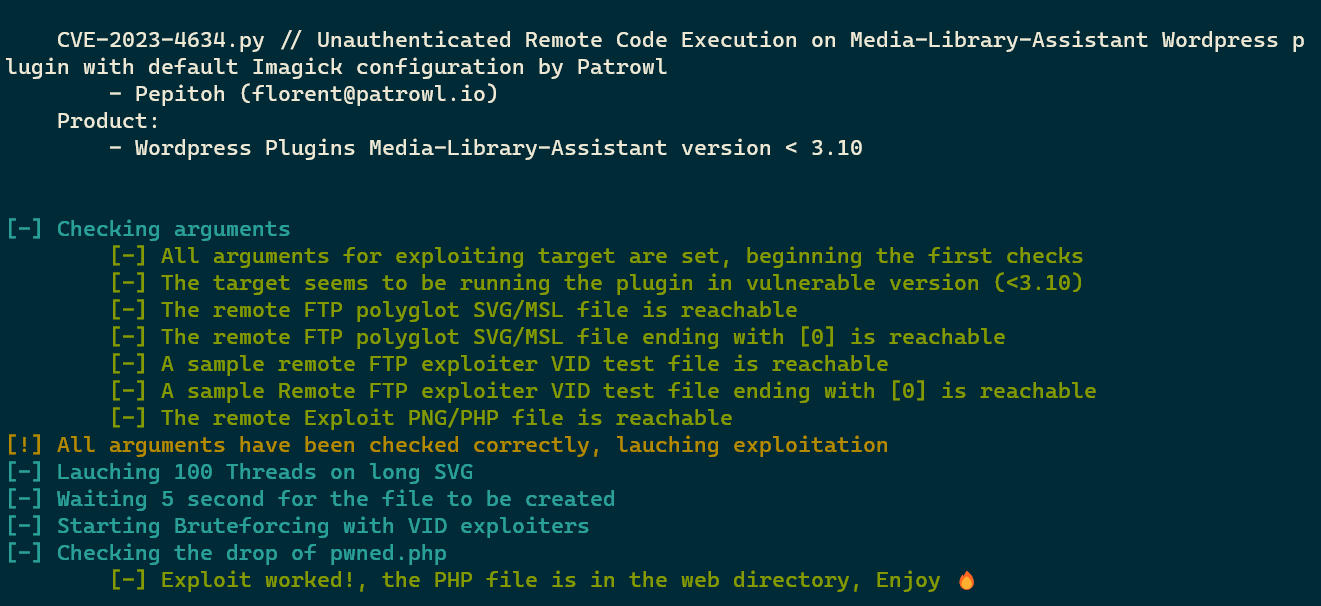 CVE-2023-4634.py // Unauthenticated Remote Code Execution on Media-Library-Assistant Wordpress p
lugin with default Imagick configuration by Patrowl
- Pepitoh (florent@patrowl.io)
Product:
- Wordpress Plugins Media-Library-Assistant version < 3.10
[-] Checking arguments
[-] All arguments for exploiting target are set, beginning the first checks
[-] The target seems to be running the plugin in vulnerable version (<3.10)
[-] The remote FTP polyglot SVG/MSL file is reachable
[-] The remote FTP polyglot SVG/MSL file ending with [0] is reachable
[-] A sample remote FTP exploiter VID test file is reachable
[-] A sample Remote FTP exploiter VID test file ending with [0] is reachable
[-] The remote Exploit PNG/PHP file is reachable
[!] All arguments have been checked correctly, lauching exploitation
[-] Lauching 100 Threads on long SVG
[-] Waiting 5 second for the file to be created
[-] Starting Bruteforcing with VID exploiters
[-] Checking the drop of pwned.php
[-] Exploit worked!, the PHP file is in the web directory, Enjoy 🔥